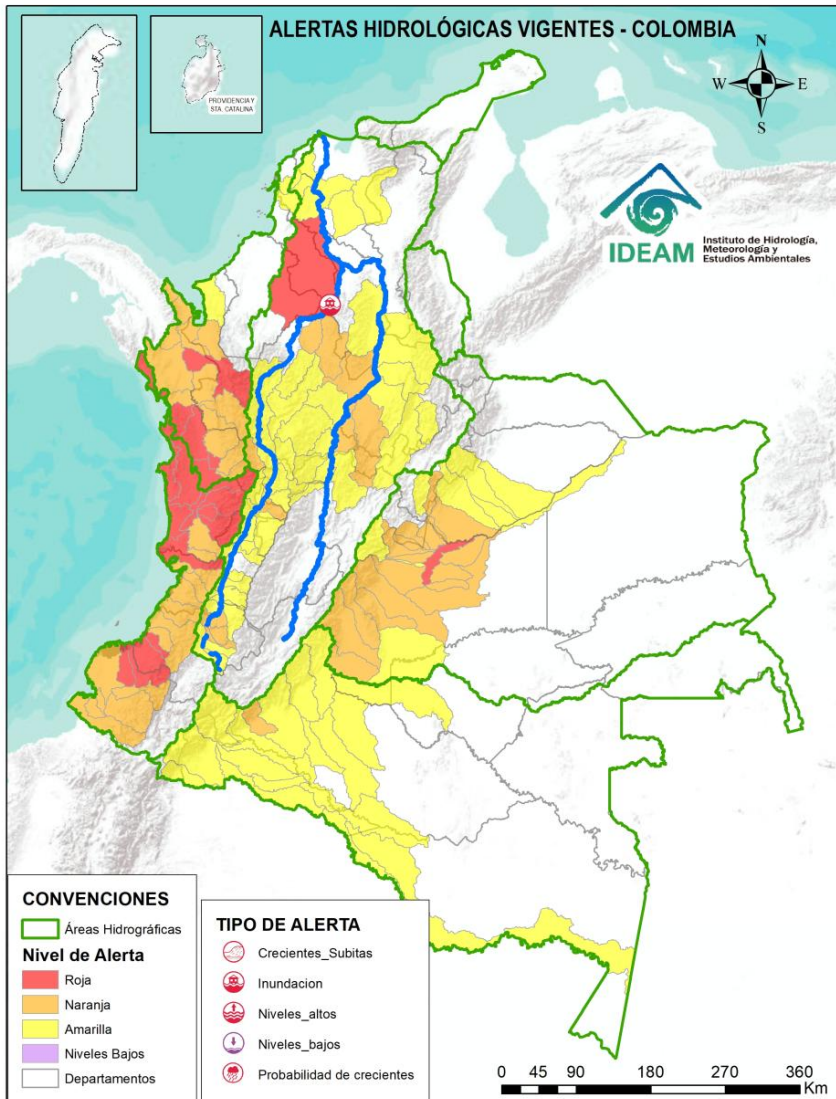 ALERTAS HIDROLÓGICAS VIGENTES - COLOMBIA
N
W
E
S
PROVIDENCIA Y
STA. CATALINA
IDEAM
Instituto de Hidrología,
Meteorología y
Estudios Ambientales
CONVENCIONES
Áreas Hidrográficas
Nivel de Alerta
Roja
Naranja
Amarilla
Niveles Bajos
Departamentos
TIPO DE ALERTA
Crecientes_Subitas
Inundacion
Niveles_altos
Niveles_bajos
Probabilidad de crecientes
0 45 90 180 270 360
Km